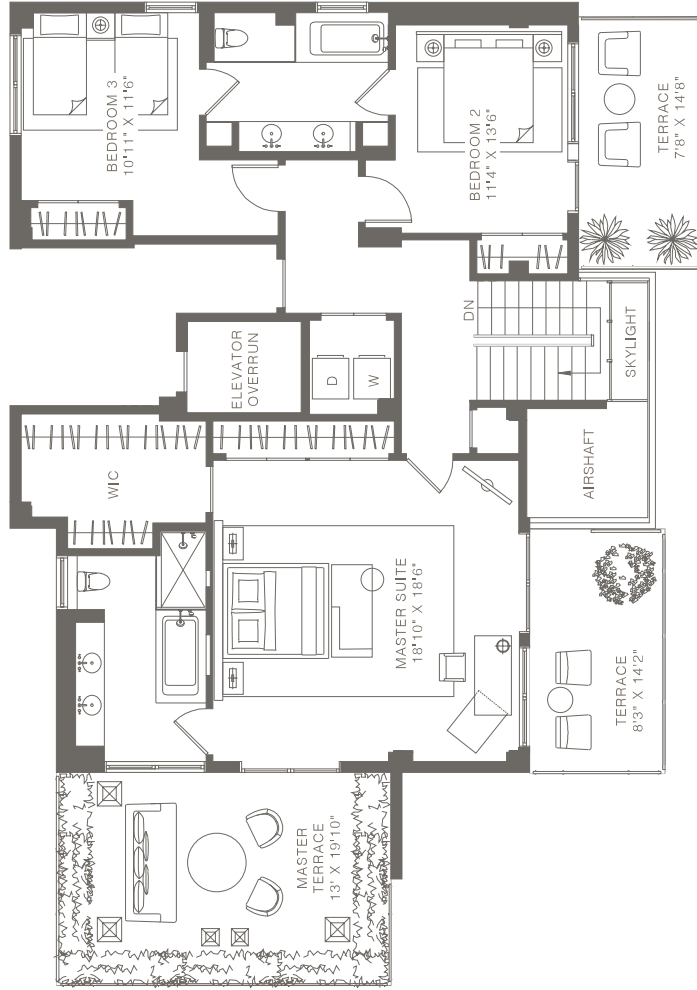 BEDROOM 3
10'11" X 11'6"
BEDROOM 2
11'4" X 13'6"
TERRACE
7'8" X 14'8"
DN
SKYLIGHT
ELEVATOR
OVERRUN
D
W
AIRSHAFT
WIC
MASTER SUITE
18'10" X 18'6"
TERRACE
8'3" X 14'2"
MASTER
TERRACE
13' X 19'10"